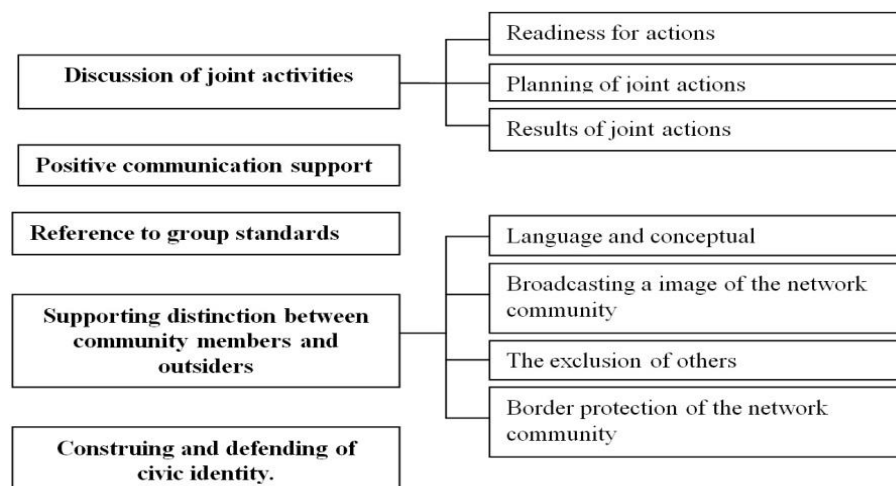 Discussion of joint activities
Readiness for actions
Planning of joint actions
Results of joint actions
Positive communication support
Reference to group standards
Supporting distinction between
community members and
outsiders
Language and conceptual
Broadcasting a image of the network
community
The exclusion of others
Border protection of the network
community
Construing and defending of
civic identity.